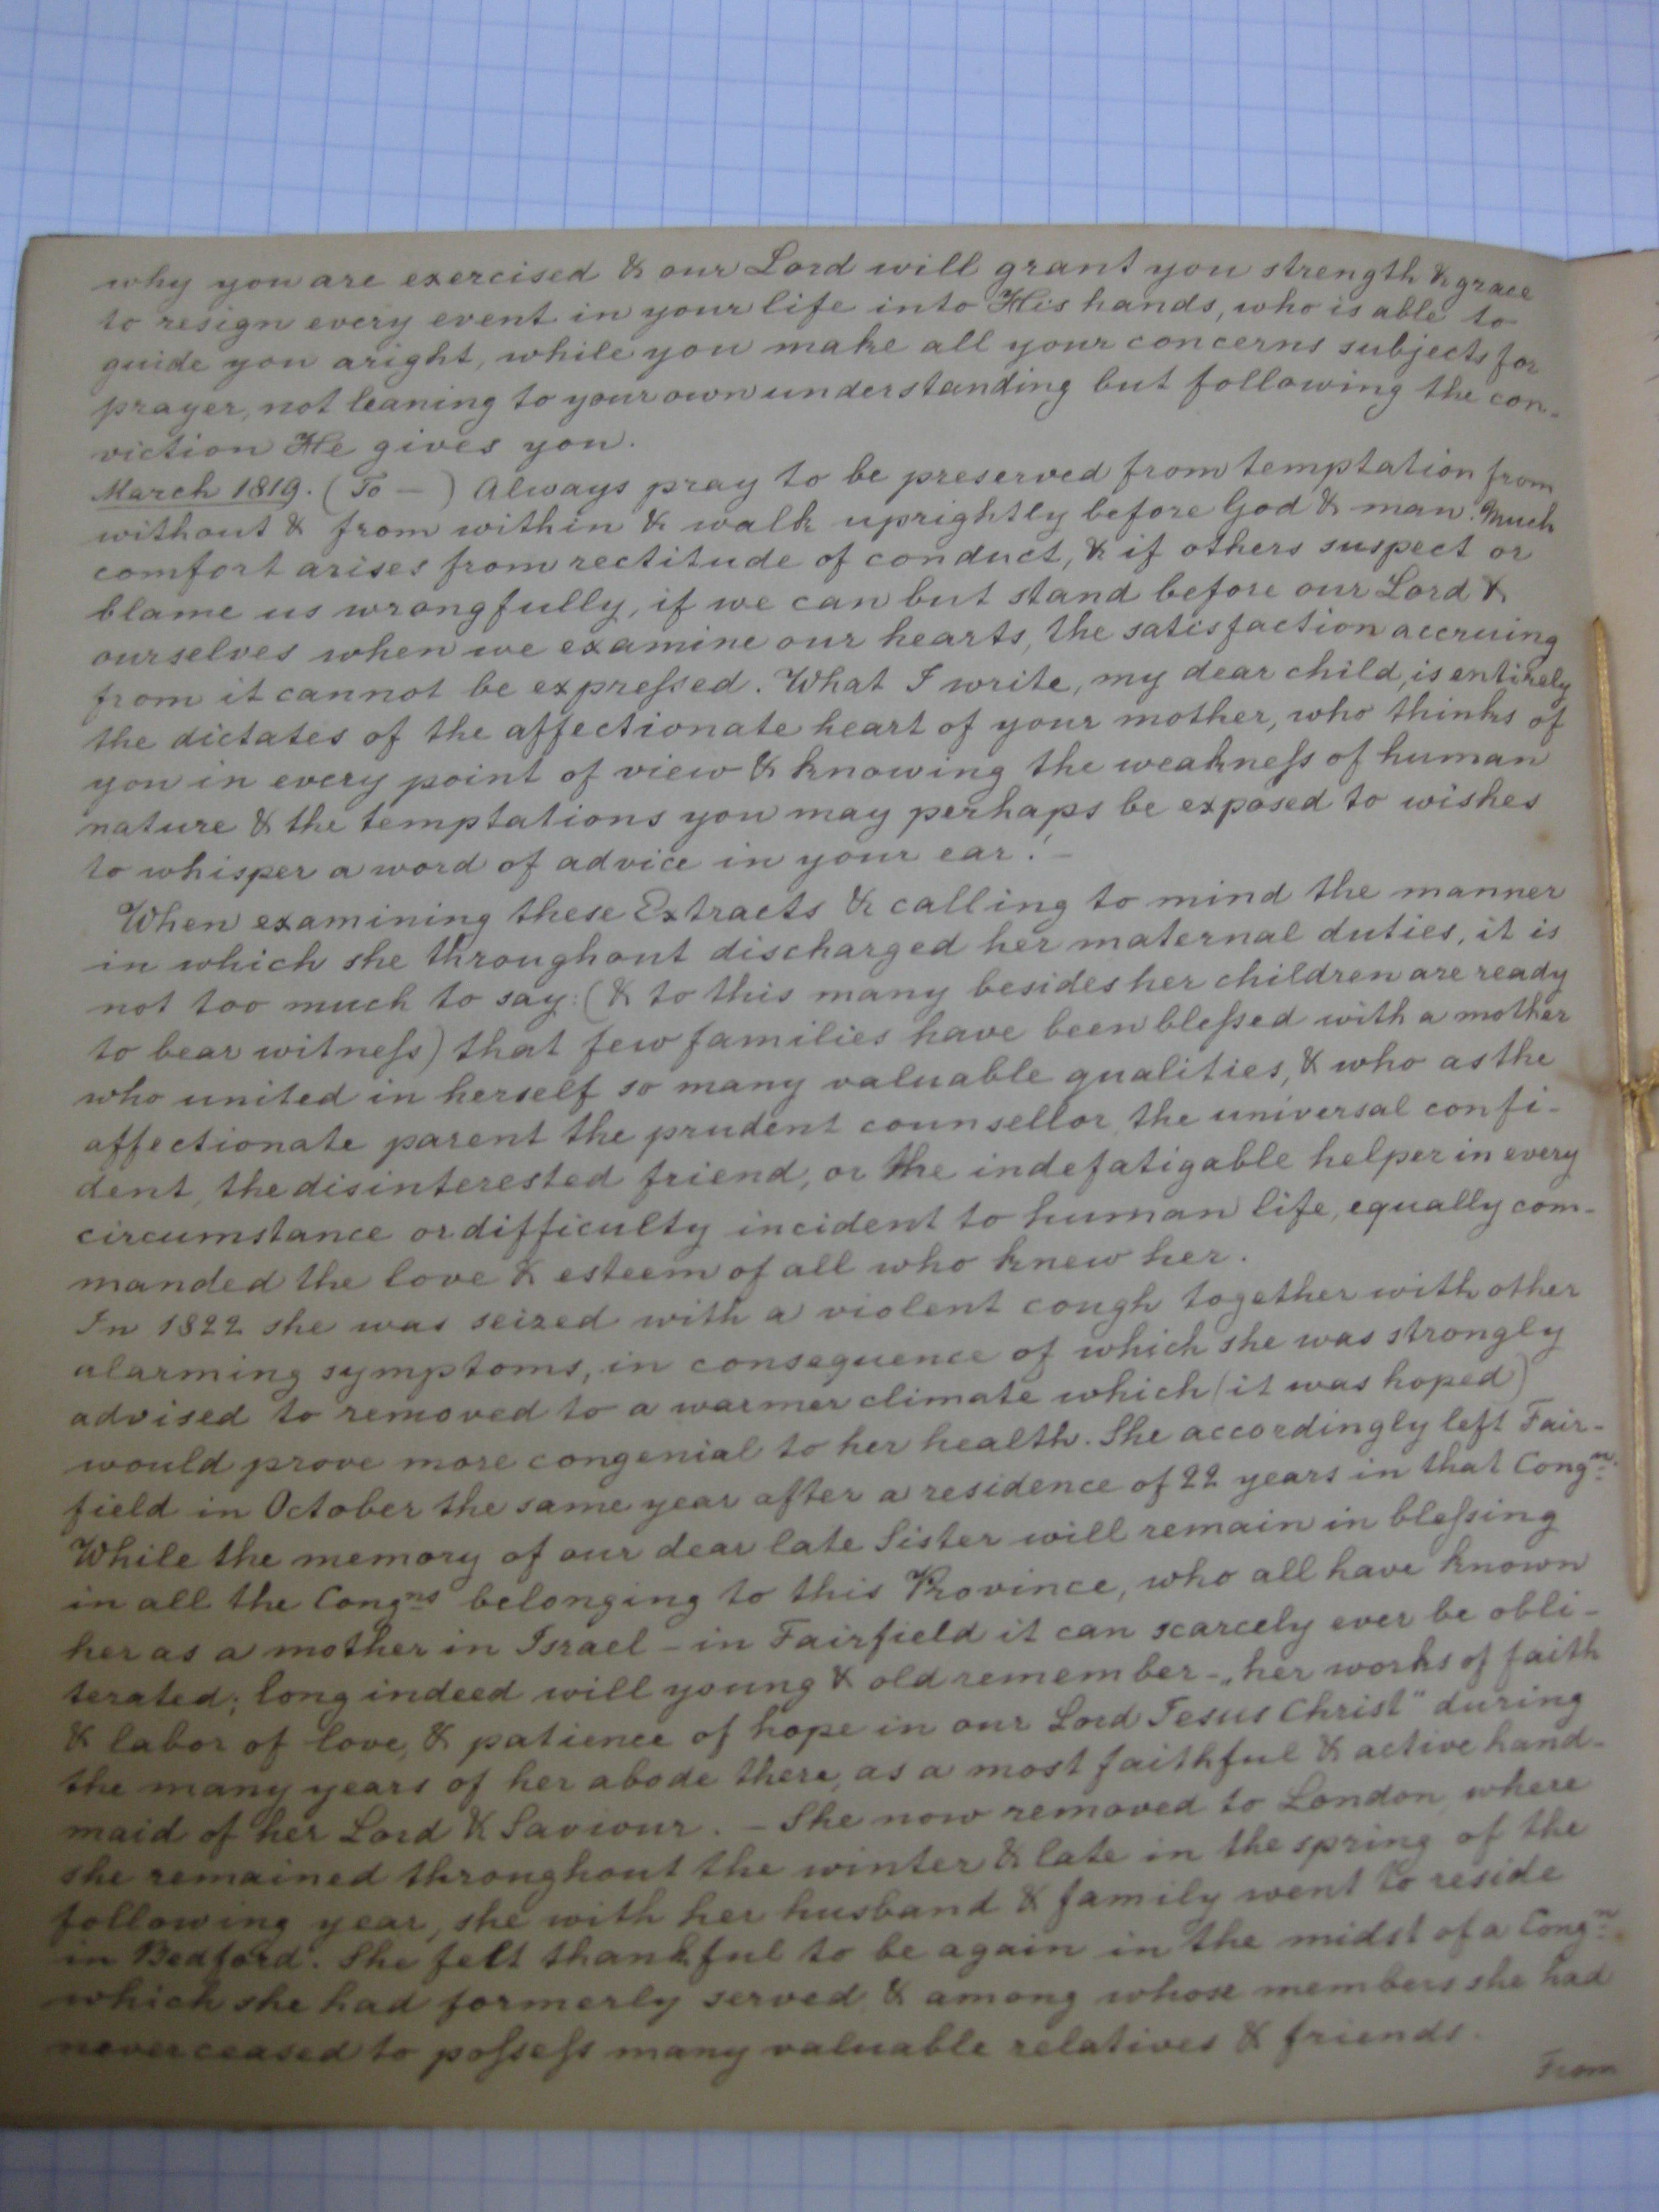 why you are exercised & our Lord will grant you strength & grace
to resign every event in your life into His hands, who is able to
guide you aright, while you make all your concerns subjects for
prayer, not leaning to your own understanding but following the con-
viction He gives you.
March 1819. (To — ) Always pray to be preserved from temptation from
without & from within & walk uprightly before God & man. Much
comfort arises from rectitude of conduct, & if others suspect or
blame us wrongfully, if we can but stand before our Lord &
ourselves when we examine our hearts, the satisfaction accruing
from it cannot be expreſsed. What I write, my dear child, is entirely
the dictates of the affectionate heart of your mother, who thinks of
you in every point of view & knowing the weakneſs of human
nature & the temptations you may perhaps be exposed to wishes
to whisper a word of advice in your ear!—
When examining these Extracts & calling to mind the manner
in which she throughout discharged her maternal duties, it is
not too much to say: (& to this many besides her children are ready
to bear witneſs) that few families have been bleſsed with a mother
who united in herself so many valuable qualities, & who as the
affectionate parent the prudent counsellor, the universal confi-
dent, the disinterested friend, or the indefatigable helper in every
circumstance or difficulty incident to human life, equally com-
manded the love & esteem of all who knew her.
In 1822 she was seized with a violent cough together with other
alarming symptoms, in consequence of which she was strongly
advised to removed to a warmer climate which (it was hoped)
would prove more congenial to her health. She accordingly left Fair-
field in October the same year after a residence of 22 years in that Congn.
While the memory of our dear late Sister will remain in bleſsing
in all the Congns belonging to this Province, who all have known
her as a mother in Israel – in Fairfield it can scarcely ever be obli-
terated; long indeed will young & old remember – „her works of faith
& labor of love, & patience of hope in our Lord Jesus Christ" during
the many years of her abode there, as a most faithful & active hand-
maid of her Lord & Saviour. – She now removed to London where
she remained throughout the winter & late in the spring of the
following year, she with her husband & family went to reside
in Bedford. She felt thankful to be again in the midst of a Congn.
which she had formerly served & among whose members she had
never ceased to poſseſs many valuable relatives & friends.
From